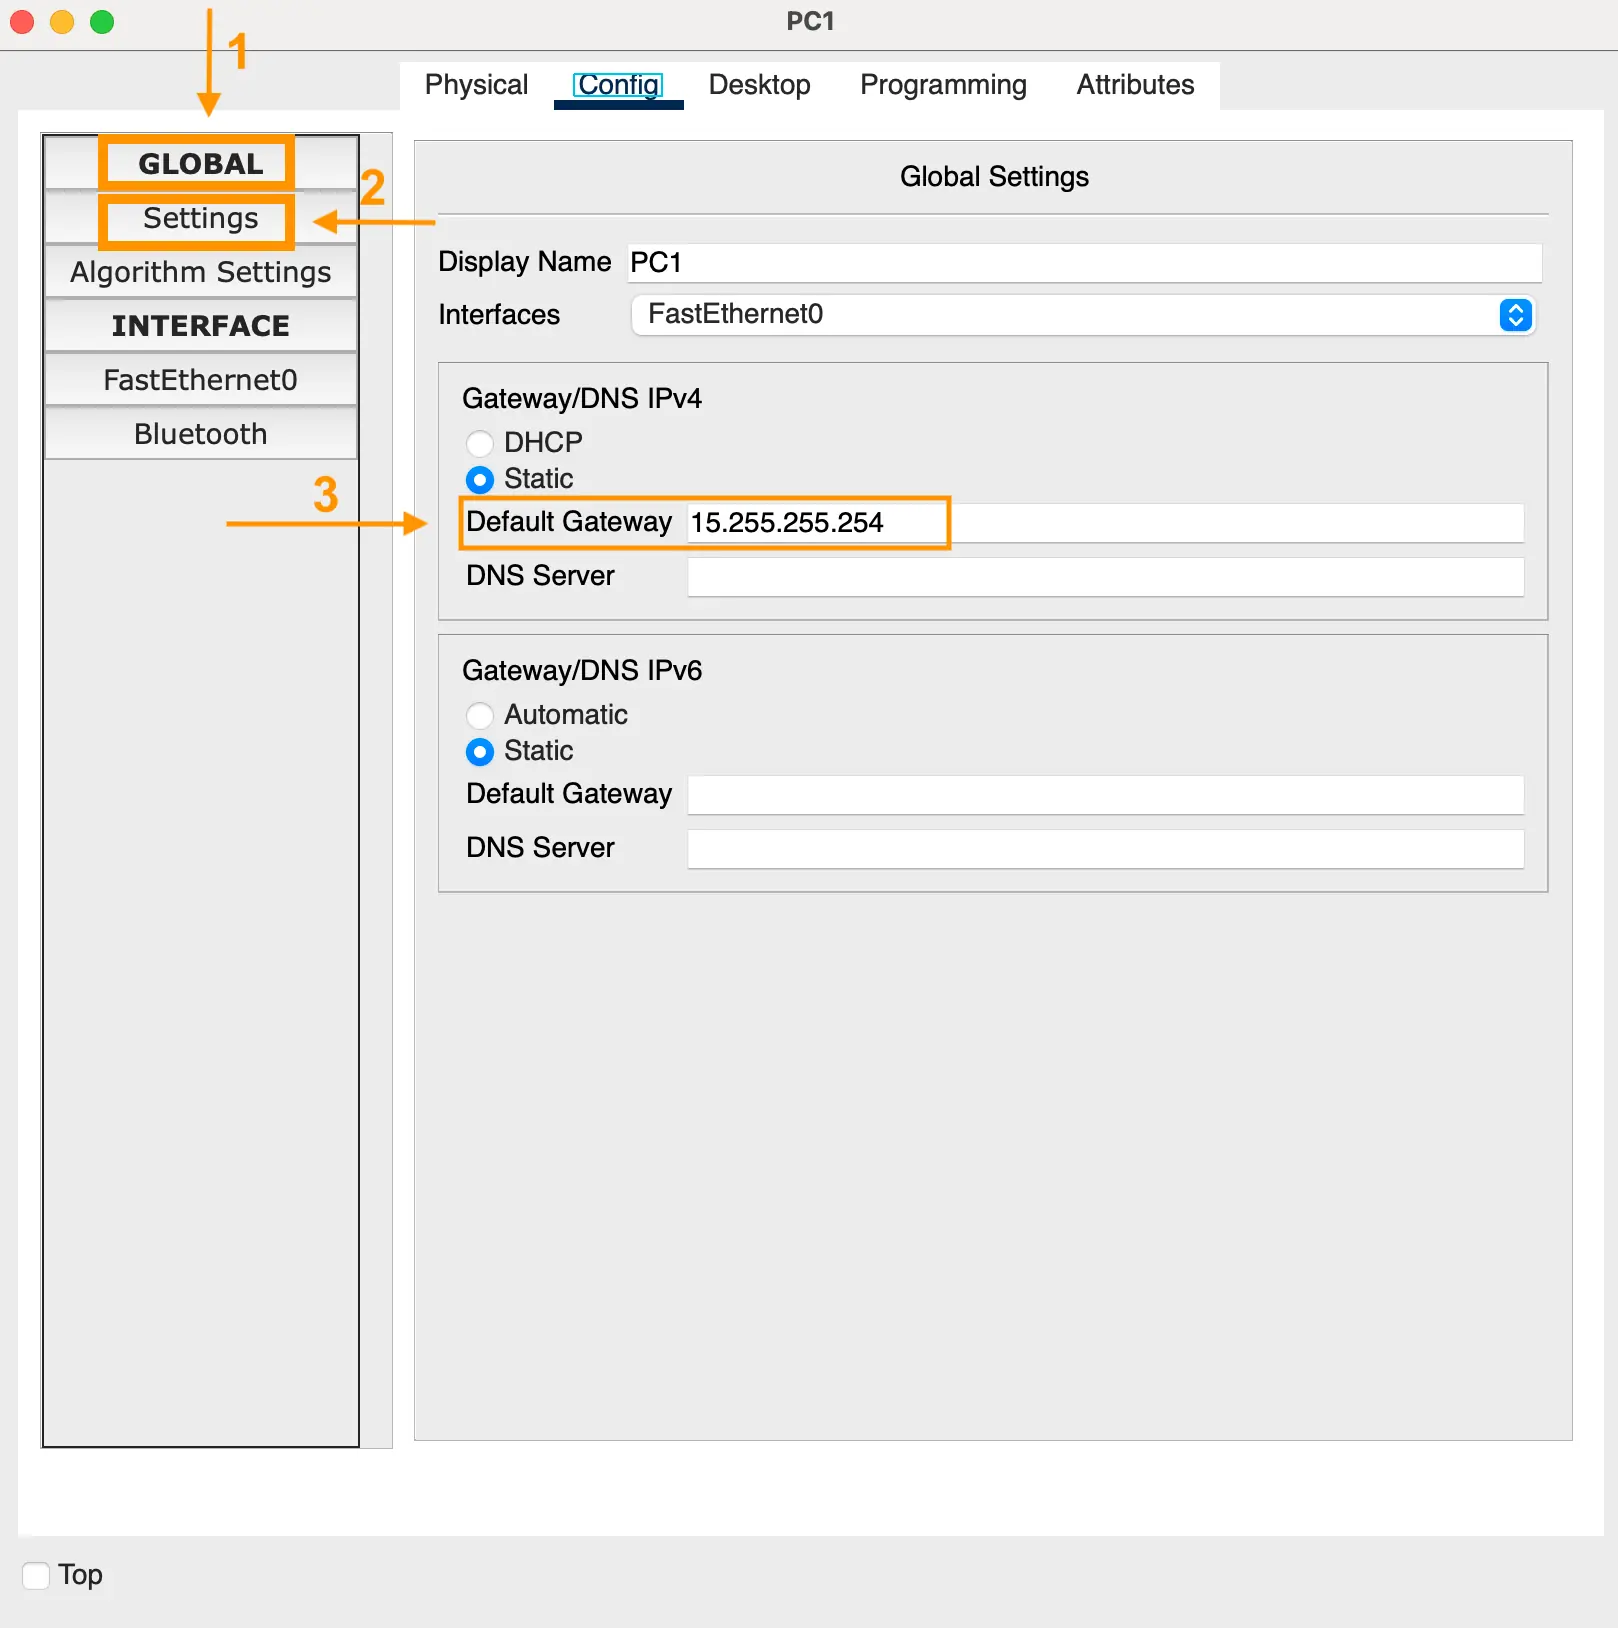 PC1
1
Physical Config Desktop Programming Attributes
GLOBAL
2
Settings
Algorithm Settings
INTERFACE
FastEthernet0
Bluetooth
3
Global Settings
Display Name PC1
Interfaces FastEthernet0
Gateway/DNS IPv4
DHCP
Static
Default Gateway 15.255.255.254
DNS Server
Gateway/DNS IPv6
Automatic
Static
Default Gateway
DNS Server
Top